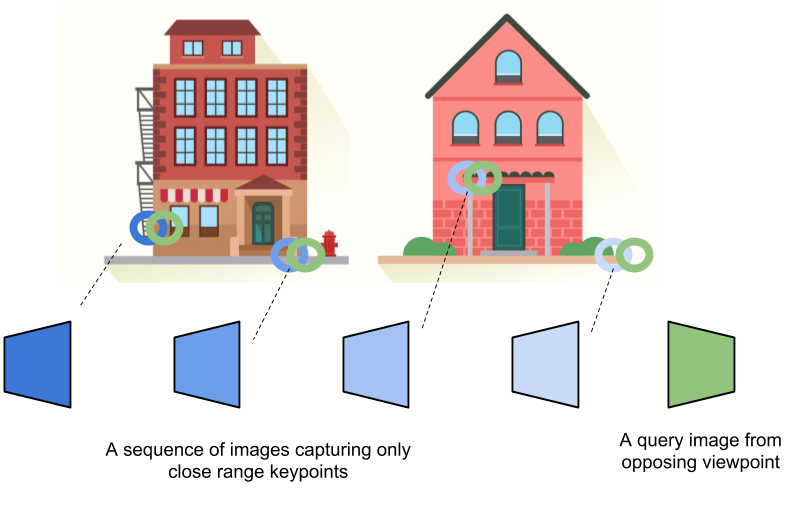 A sequence of images capturing only
close range keypoints
A query image from
opposing viewpoint